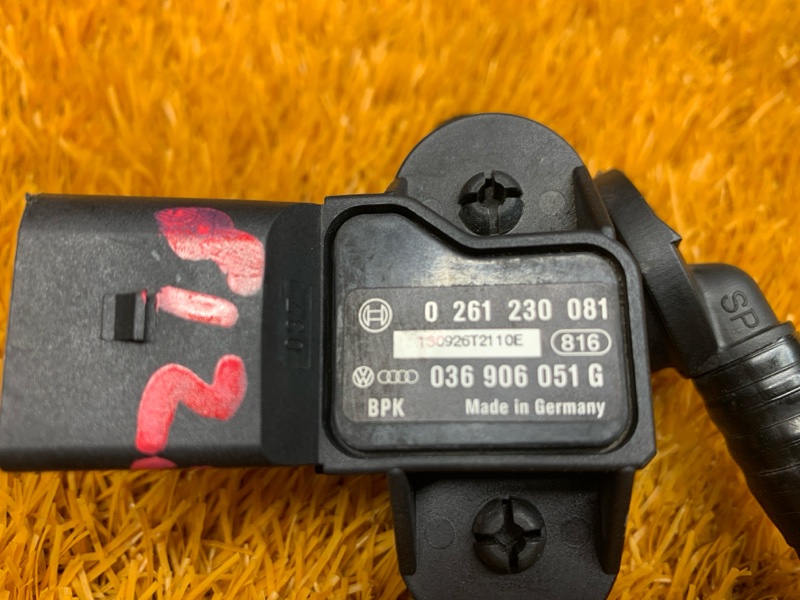 0 261 230 081
150926T2110E 816
036 906 051 G
BPK Made in Germany
SP